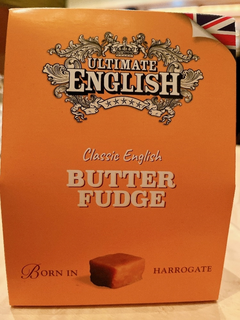 ULTIMATE
ENGLISH
Classic English
BUTTER
FUDGE
BORN IN HARROGATE